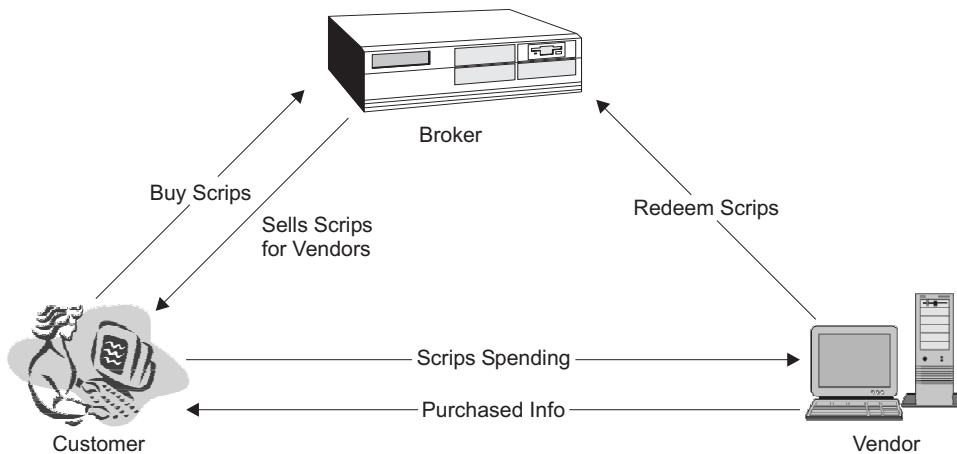 Broker
Buy Scrips
Sells Scrips
for Vendors
Redeem Scrips
Scrips Spending
Purchased Info
Customer
Vendor